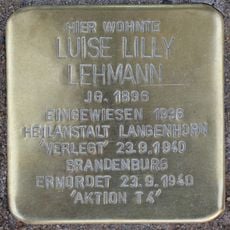 HIER WOHNTE
LUISE LILLY
LEHMANN
JG. 1896
EINGEWIESEN 1936
HEILANSTALT LANGENHORN
'VERLEGT' 23.9.1940
BRANDENBURG
ERMORDET 23.9.1940
'AKTION T4'